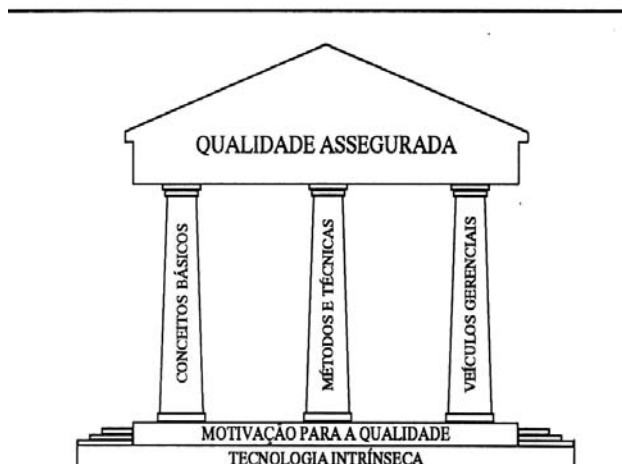 QUALIDADE ASSEGURADA
CONCEITOS BÁSICOS
MÉTODOS E TÉCNICAS
VEÍCULOS GERENCIAIS
MOTIVAÇÃO PARA A QUALIDADE
TECNOLOGIA INTRÍNSECA